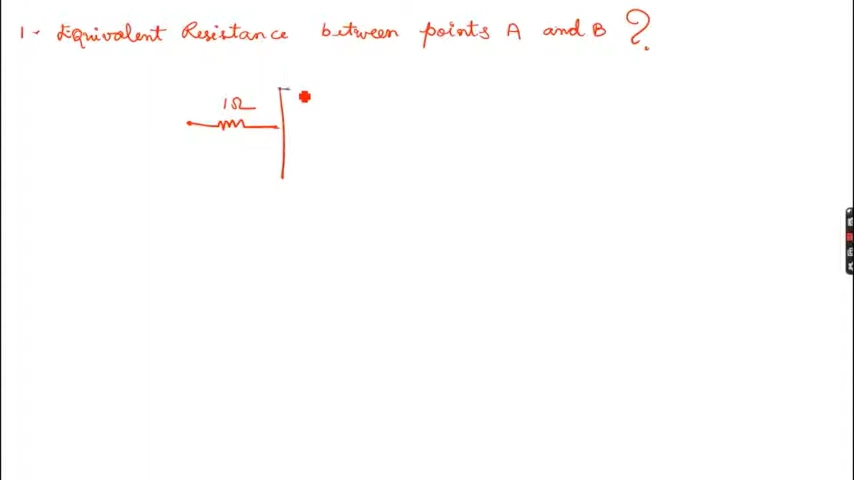 1. Equivalent Resistance between points A and B ?
1Ω